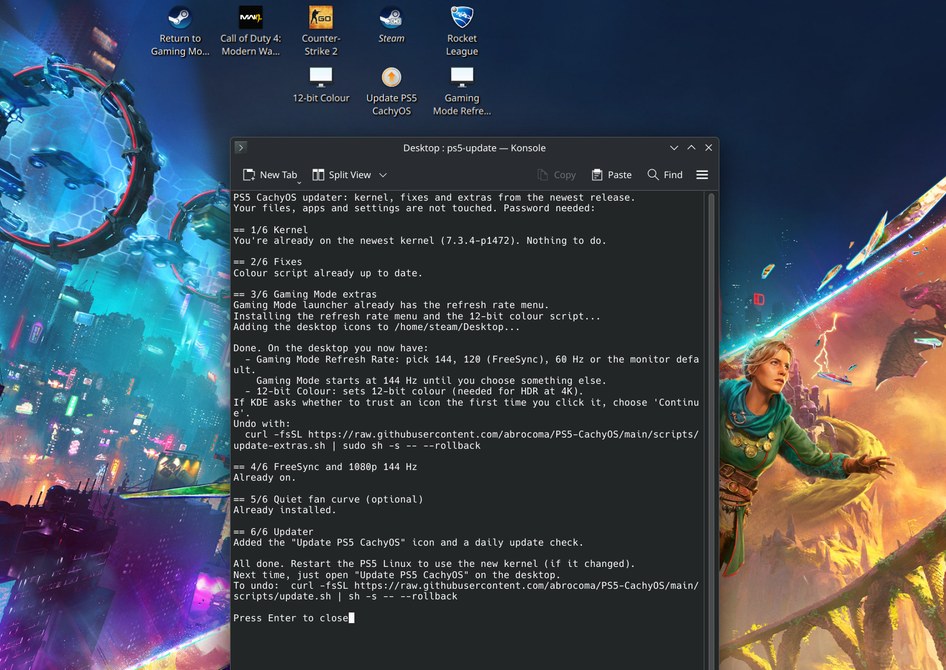 Return to
Gaming Mo...
Call of Duty 4:
Modern Wa...
Counter-
Strike 2
Steam
Rocket
League
12-bit Colour
Update PS5
CachyOS
Gaming
Mode Refre...
Desktop : ps5-update — Konsole
New Tab
Split View
Copy
Paste
Find
PS5 CachyOS updater: kernel, fixes and extras from the newest release.
Your files, apps and settings are not touched. Password needed:
== 1/6 Kernel
You're already on the newest kernel (7.3.4-p1472). Nothing to do.
== 2/6 Fixes
Colour script already up to date.
== 3/6 Gaming Mode extras
Gaming Mode launcher already has the refresh rate menu.
Installing the refresh rate menu and the 12-bit colour script...
Adding the desktop icons to /home/steam/Desktop...
Done. On the desktop you now have:
- Gaming Mode Refresh Rate: pick 144, 120 (FreeSync), 60 Hz or the monitor defa
ult.
Gaming Mode starts at 144 Hz until you choose something else.
- 12-bit Colour: sets 12-bit colour (needed for HDR at 4K).
If KDE asks whether to trust an icon the first time you click it, choose 'Continu
e'.
Undo with:
curl -fsSL https://raw.githubusercontent.com/abrocoma/PS5-CachyOS/main/scripts/
update-extras.sh | sudo sh -s -- --rollback
== 4/6 FreeSync and 1080p 144 Hz
Already on.
== 5/6 Quiet fan curve (optional)
Already installed.
== 6/6 Updater
Added the "Update PS5 CachyOS" icon and a daily update check.
All done. Restart the PS5 Linux to use the new kernel (if it changed).
Next time, just open "Update PS5 CachyOS" on the desktop.
To undo:  curl -fsSL https://raw.githubusercontent.com/abrocoma/PS5-CachyOS/main/
scripts/update.sh | sh -s -- --rollback
Press Enter to close